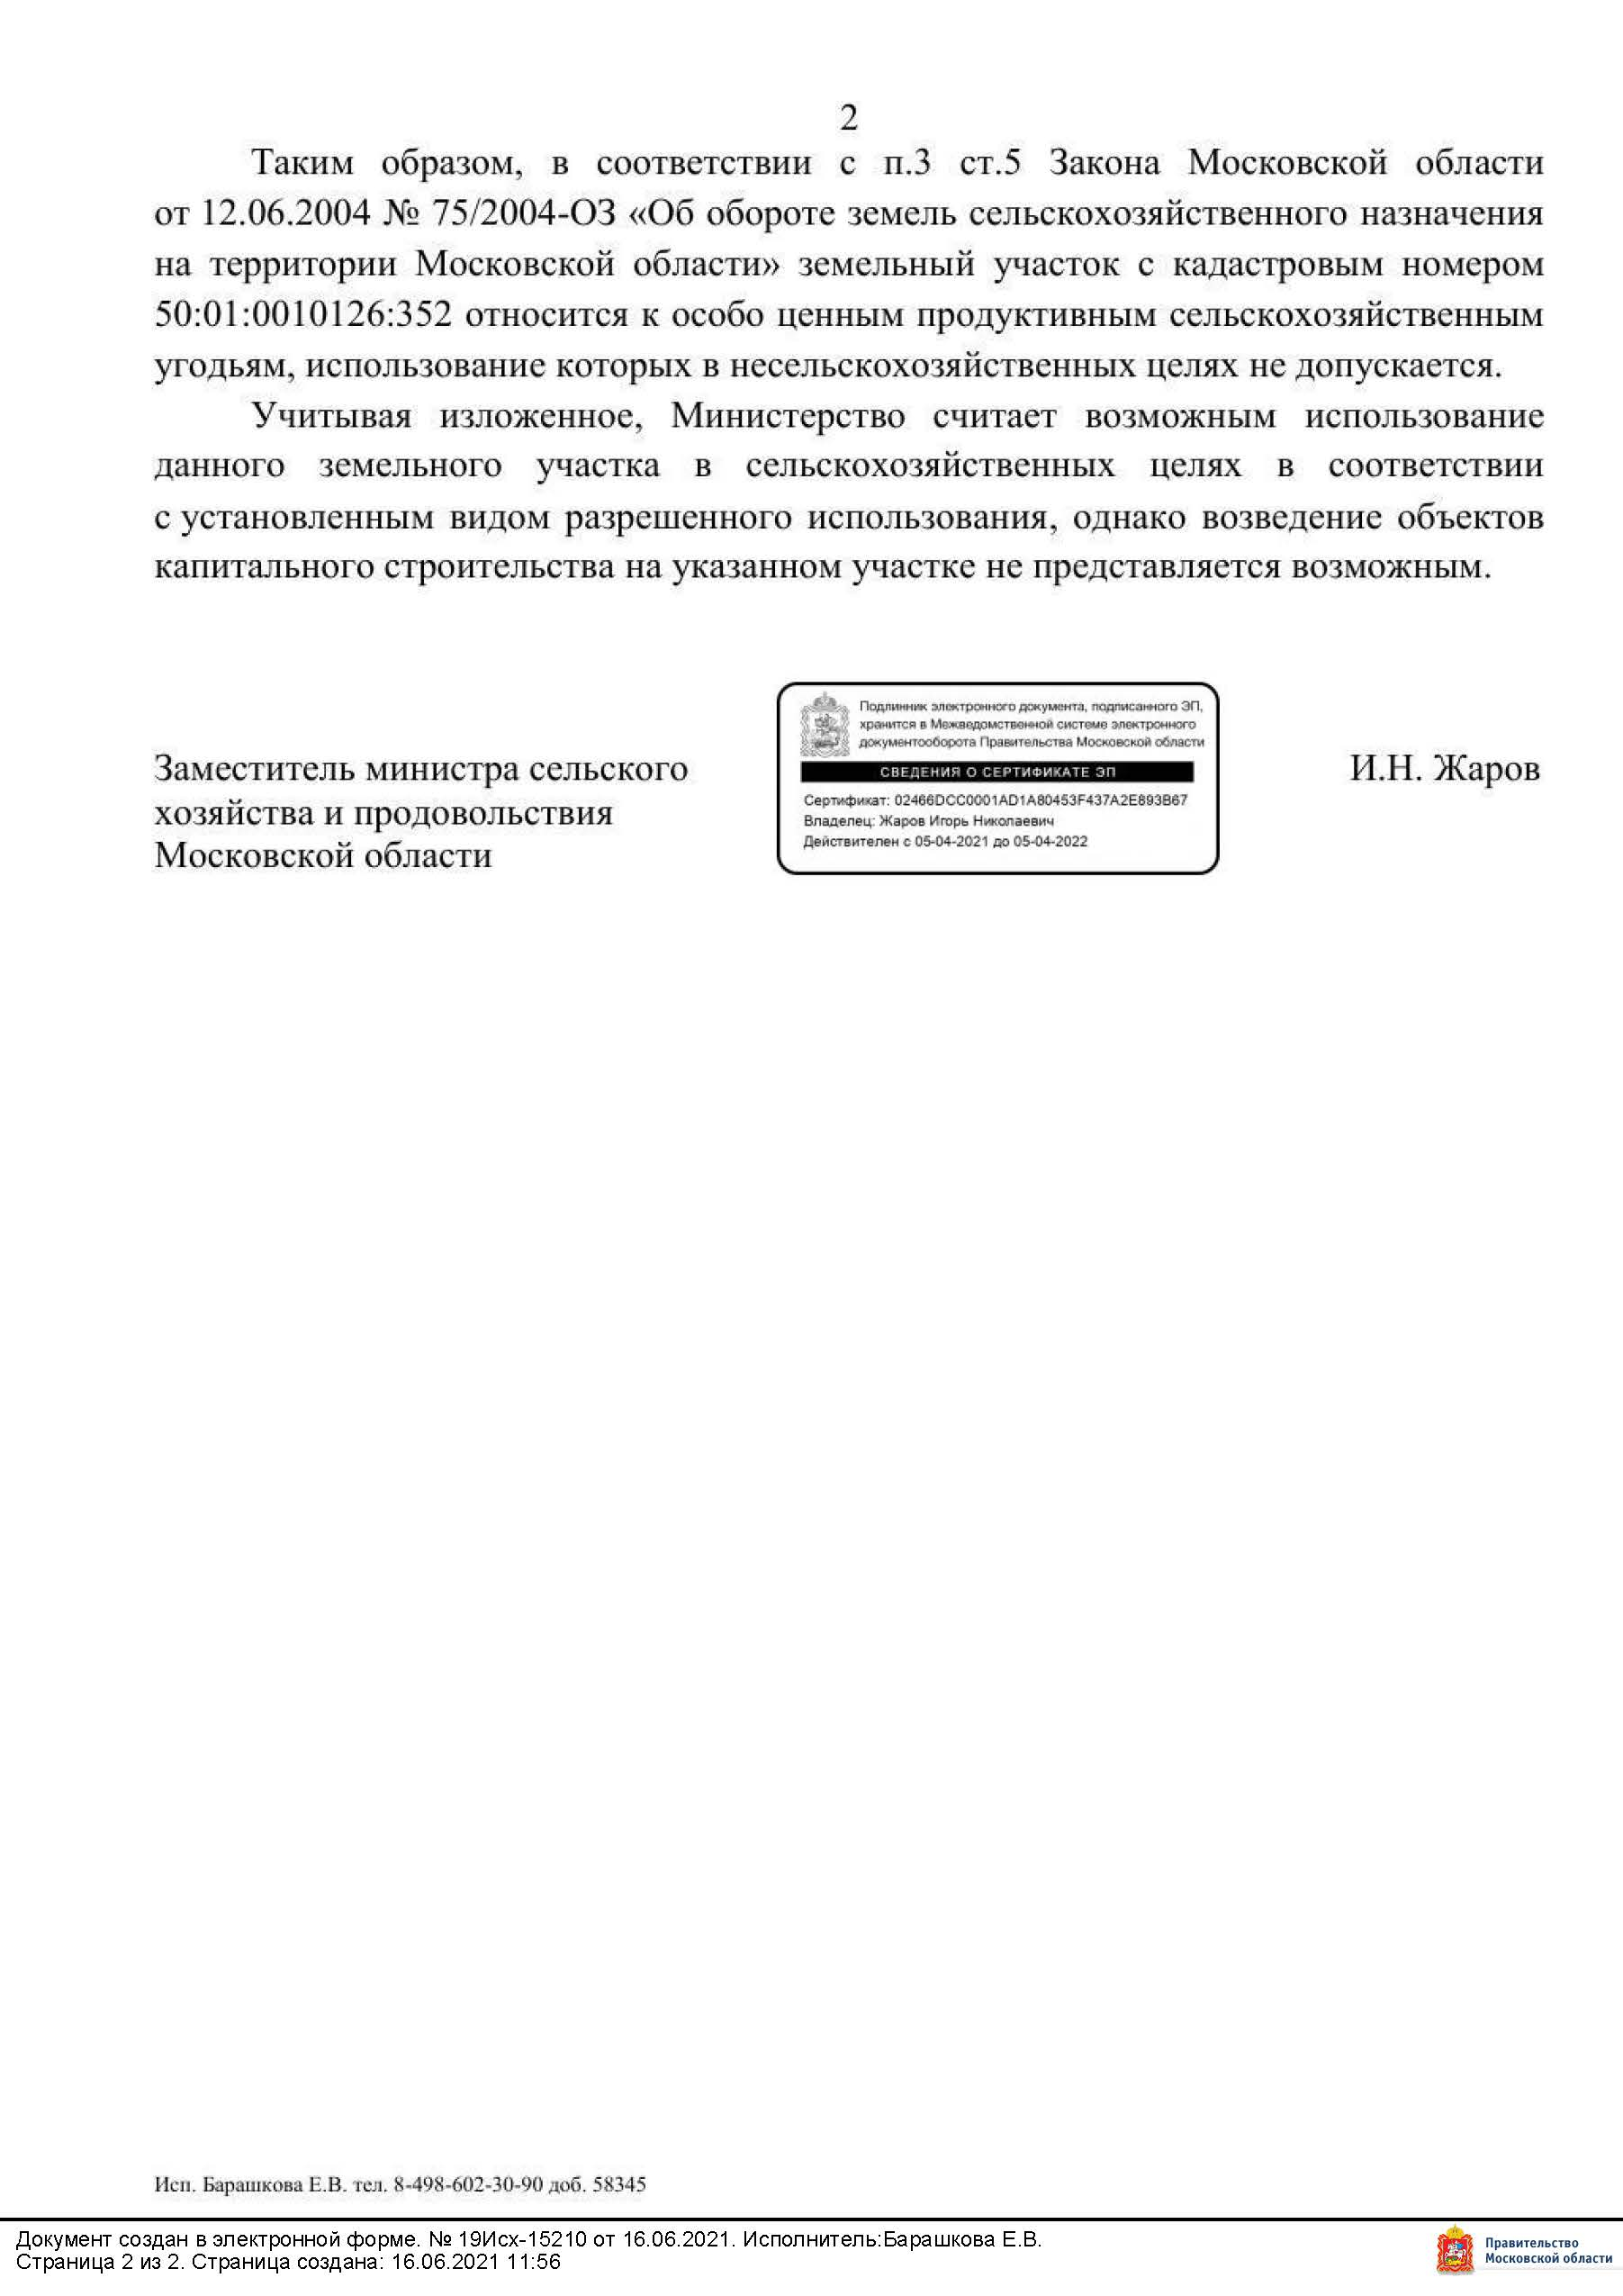 2
Таким образом, в соответствии с п.3 ст.5 Закона Московской области
от 12.06.2004 № 75/2004-ОЗ «Об обороте земель сельскохозяйственного назначения
на территории Московской области» земельный участок с кадастровым номером
50:01:0010126:352 относится к особо ценным продуктивным сельскохозяйственным
угодьям, использование которых в несельскохозяйственных целях не допускается.
Учитывая изложенное, Министерство считает возможным использование
данного земельного участка в сельскохозяйственных целях в соответствии
с установленным видом разрешенного использования, однако возведение объектов
капитального строительства на указанном участке не представляется возможным.
Заместитель министра сельского
хозяйства и продовольствия
Московской области
Подлинник электронного документа, подписанного ЭП,
хранится в Межведомственной системе электронного
документооборота Правительства Московской области
СВЕДЕНИЯ О СЕРТИФИКАТЕ ЭП
Сертификат: 02466DCC0001AD1A80453F437A2E893B67
Владелец: Жаров Игорь Николаевич
Действителен с 05-04-2021 до 05-04-2022
И.Н. Жаров
Исп. Барашкова Е.В. тел. 8-498-602-30-90 доб. 58345
Документ создан в электронной форме. № 19Исх-15210 от 16.06.2021. Исполнитель:Барашкова Е.В.
Страница 2 из 2. Страница создана: 16.06.2021 11:56
Правительство
Московской области